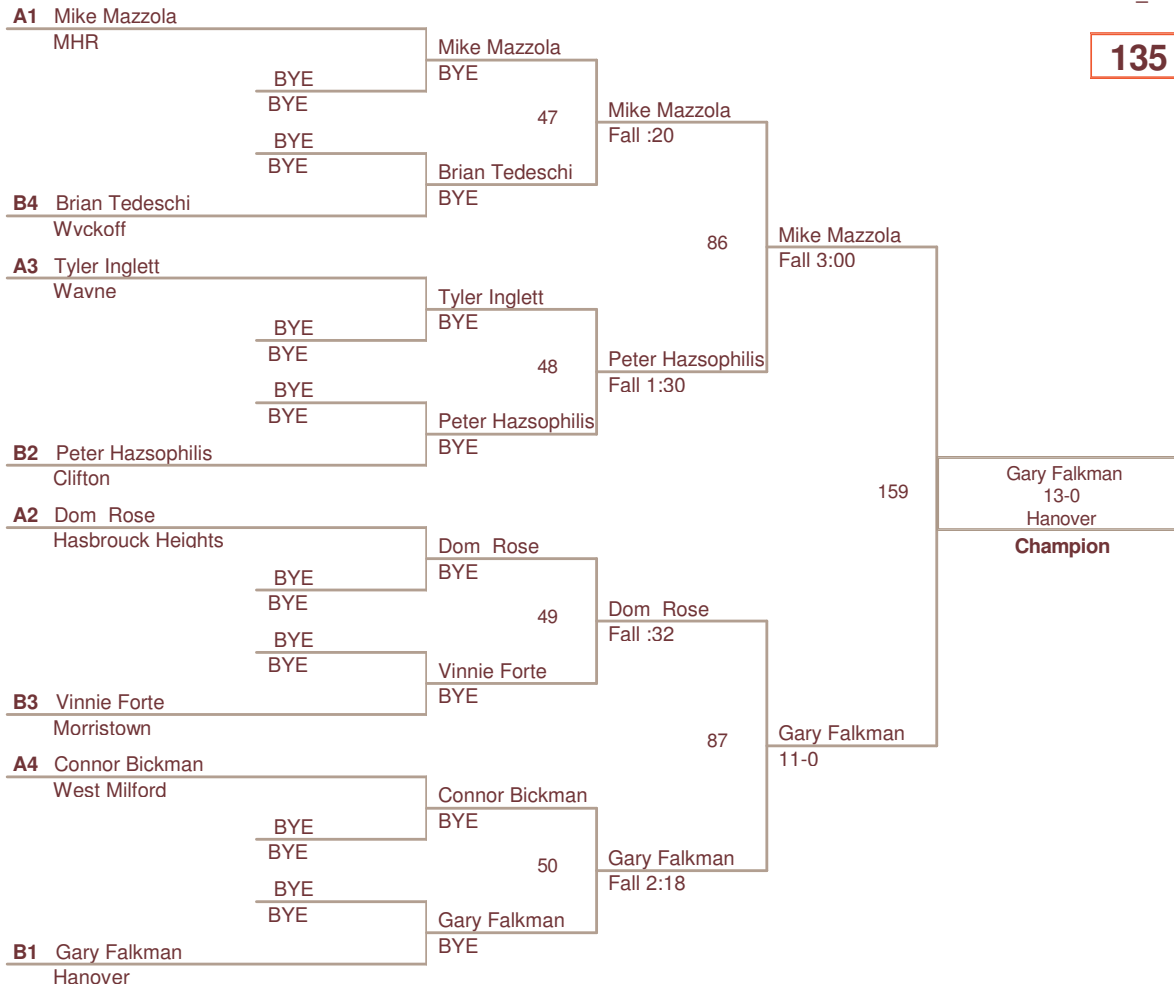 A1 Mike Mazzola
MHR
135
Mike Mazzola
BYE
BYE
BYE
47
Mike Mazzola
Fall :20
BYE
BYE
Brian Tedeschi
BYE
B4 Brian Tedeschi
Wyckoff
86
Mike Mazzola
Fall 3:00
A3 Tyler Inglett
Wayne
Tyler Inglett
BYE
BYE
BYE
48
Peter Hazsophilis
Fall 1:30
BYE
BYE
Peter Hazsophilis
BYE
B2 Peter Hazsophilis
Clifton
159
Gary Falkman
13-0
Hanover
Champion
A2 Dom Rose
Hasbrouck Heights
Dom Rose
BYE
BYE
BYE
49
Dom Rose
Fall :32
BYE
BYE
Vinnie Forte
BYE
B3 Vinnie Forte
Morristown
87
Gary Falkman
11-0
A4 Connor Bickman
West Milford
Connor Bickman
BYE
BYE
BYE
50
Gary Falkman
Fall 2:18
BYE
BYE
Gary Falkman
BYE
B1 Gary Falkman
Hanover